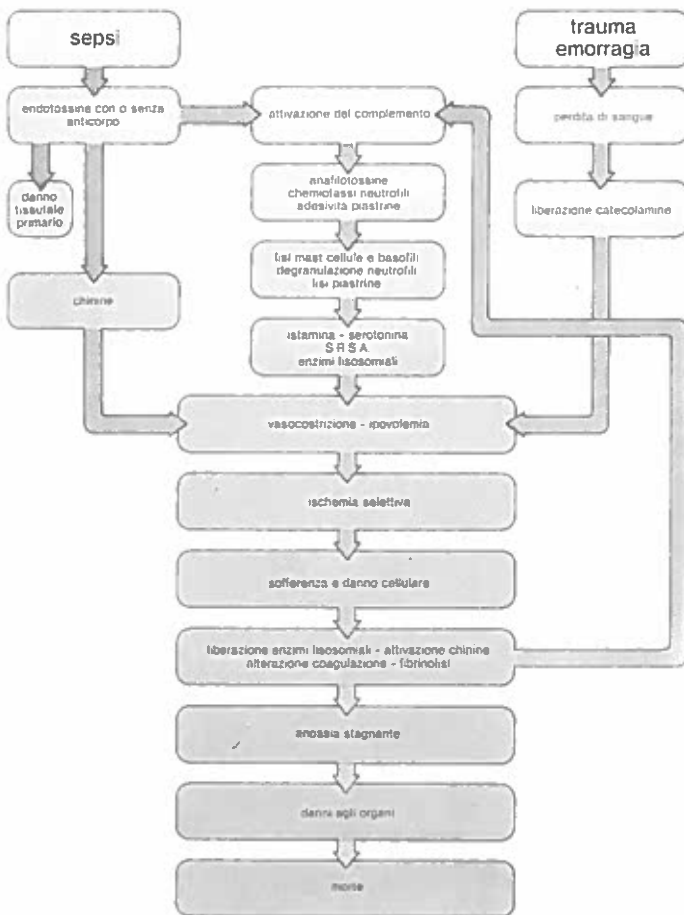 sepsi
trauma
emorragia
endotossine con o senza
anticorpo
attivazione del complemento
perdita di sangue
danno
tissutale
primario
anafilotossine
chemiotassi neutrofili
adesività piastrine
liberazione catecolamine
lisi mast cellule e basofili
degranulazione neutrofili
lisi piastrine
chinine
istamina - serotonina
S R S A
enzimi lisosomiali
vasocostrizione - ipovolemia
ischemia selettiva
sofferenza e danno cellulare
liberazione enzimi lisosomiali - attivazione chinine
alterazione coagulazione - fibrinolisi
anossia stagnante
danni agli organi
morte